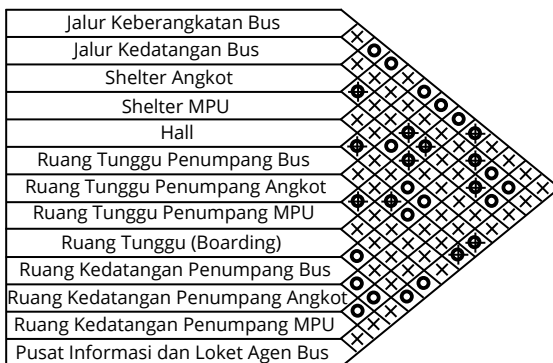 Jalur Keberangkatan Bus
Jalur Kedatangan Bus
Shelter Angkot
Shelter MPU
Hall
Ruang Tunggu Penumpang Bus
Ruang Tunggu Penumpang Angkot
Ruang Tunggu Penumpang MPU
Ruang Tunggu (Boarding)
Ruang Kedatangan Penumpang Bus
Ruang Kedatangan Penumpang Angkot
Ruang Kedatangan Penumpang MPU
Pusat Informasi dan Loket Agen Bus